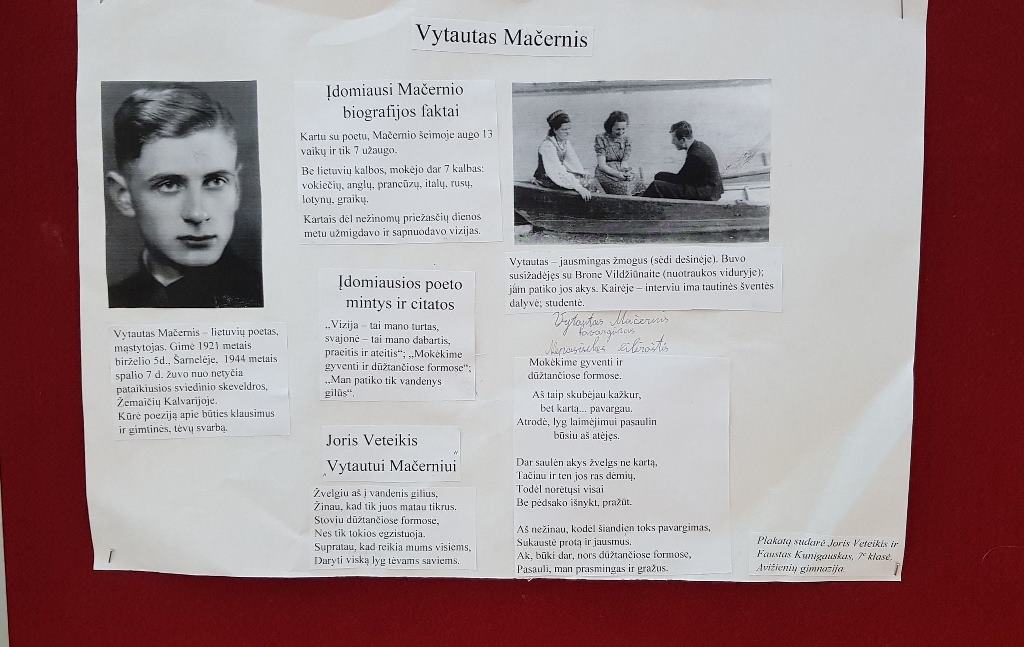 Vytautas Mačernis
Vytautas Mačernis – lietuvių poetas,
mąstytojas. Gimė 1921 metais
birželio 5d., Šarnelėje, 1944 metais
spalio 7 d. žuvo nuo netyčia
pataikiusios sviedinio skeveldros,
Žemaičių Kalvarijoje.
Kūrė poeziją apie būties klausimus
ir gimtinės, tėvų svarbą.
Įdomiausi Mačernio
biografijos faktai
Kartu su poetu, Mačernio šeimoje augo 13
vaikų ir tik 7 užaugo.
Be lietuvių kalbos, mokėjo dar 7 kalbas:
vokiečių, anglų, prancūzų, italų, rusų,
lotynų, graikų.
Kartais dėl nežinomų priežasčių dienos
metu užmigdavo ir sapnuodavo vizijas.
Įdomiausios poeto
mintys ir citatos
„Vizija – tai mano turtas,
svajonė – tai mano dabartis,
praeitis ir ateitis“; „Mokėkime
gyventi ir dūžtančiose formose“;
„Man patiko tik vandenys
gilūs“.
Joris Veteikis
„Vytautui Mačerniui“
Žvelgiu aš į vandenis gilius,
Žinau, kad tik juos matau tikrus.
Stoviu dūžtančiose formose,
Nes tik tokios egzistuoja.
Supratau, kad reikia mums visiems,
Daryti viską lyg tėvams saviems.
Vytautas – jausmingas žmogus (sėdi dešinėje). Buvo
susižadėjęs su Brone Vildžiūnaite (nuotraukos viduryje);
jam patiko jos akys. Kairėje – interviu ima tautinės šventės
dalyvė; studentė.
Vytautas Mačernis
pavargimas
eilėraštis
Mokėkime gyventi ir
dūžtančiose formose.
Aš taip skubėjau kažkur,
bet kartą... pavargau.
Atrodė, lyg laimėjimui pasaulin
būsiu aš atėjęs.
Dar saulėn akys žvelgs ne kartą,
Tačiau ir ten jos ras dėmių,
Todėl norėtųsi visai
Be pėdsako išnykt, pražūt.
Aš nežinau, kodėl šiandien toks pavargimas,
Sukaustė protą ir jausmus.
Ak, būki dar, nors dūžtančiose formose,
Pasauli, man prasmingas ir gražus.
Plakatą sudarė Joris Veteikis ir
Faustas Kunigauskas, 7c klasė,
Avižienių gimnazija